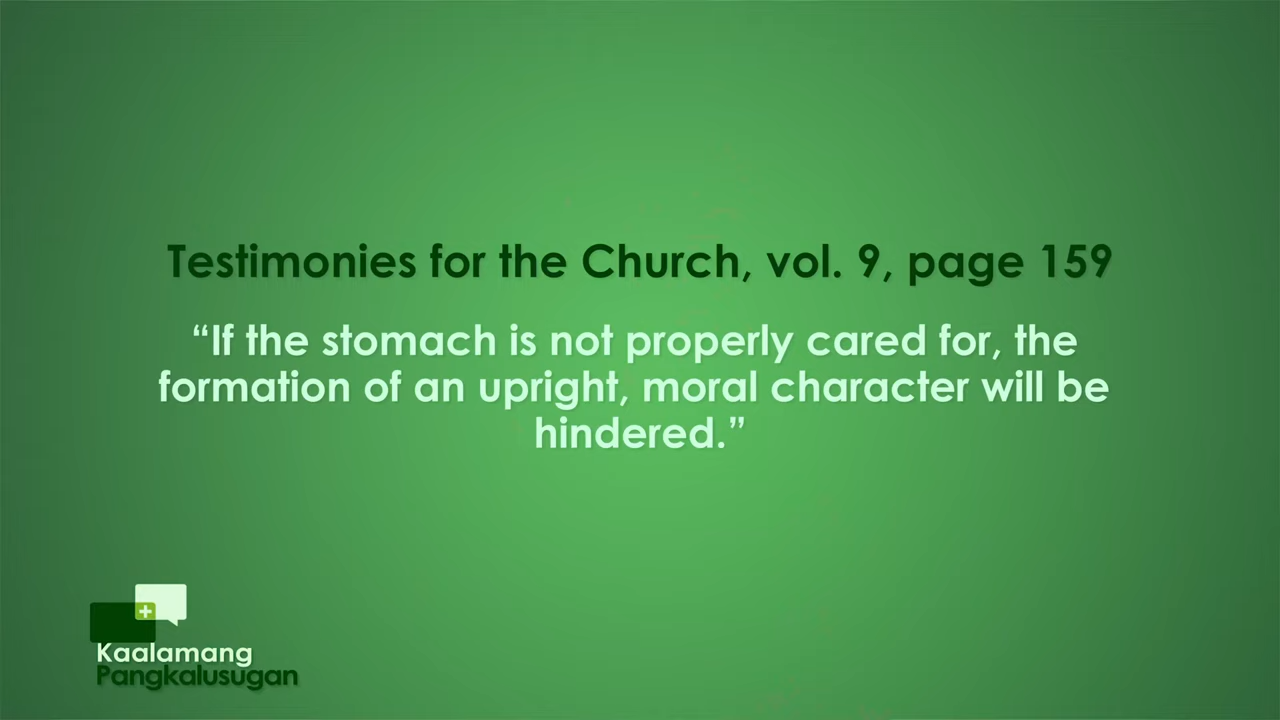 Testimonies for the Church, vol. 9, page 159
“If the stomach is not properly cared for, the
formation of an upright, moral character will be
hindered.”
Kaalamang
Pangkalusugan